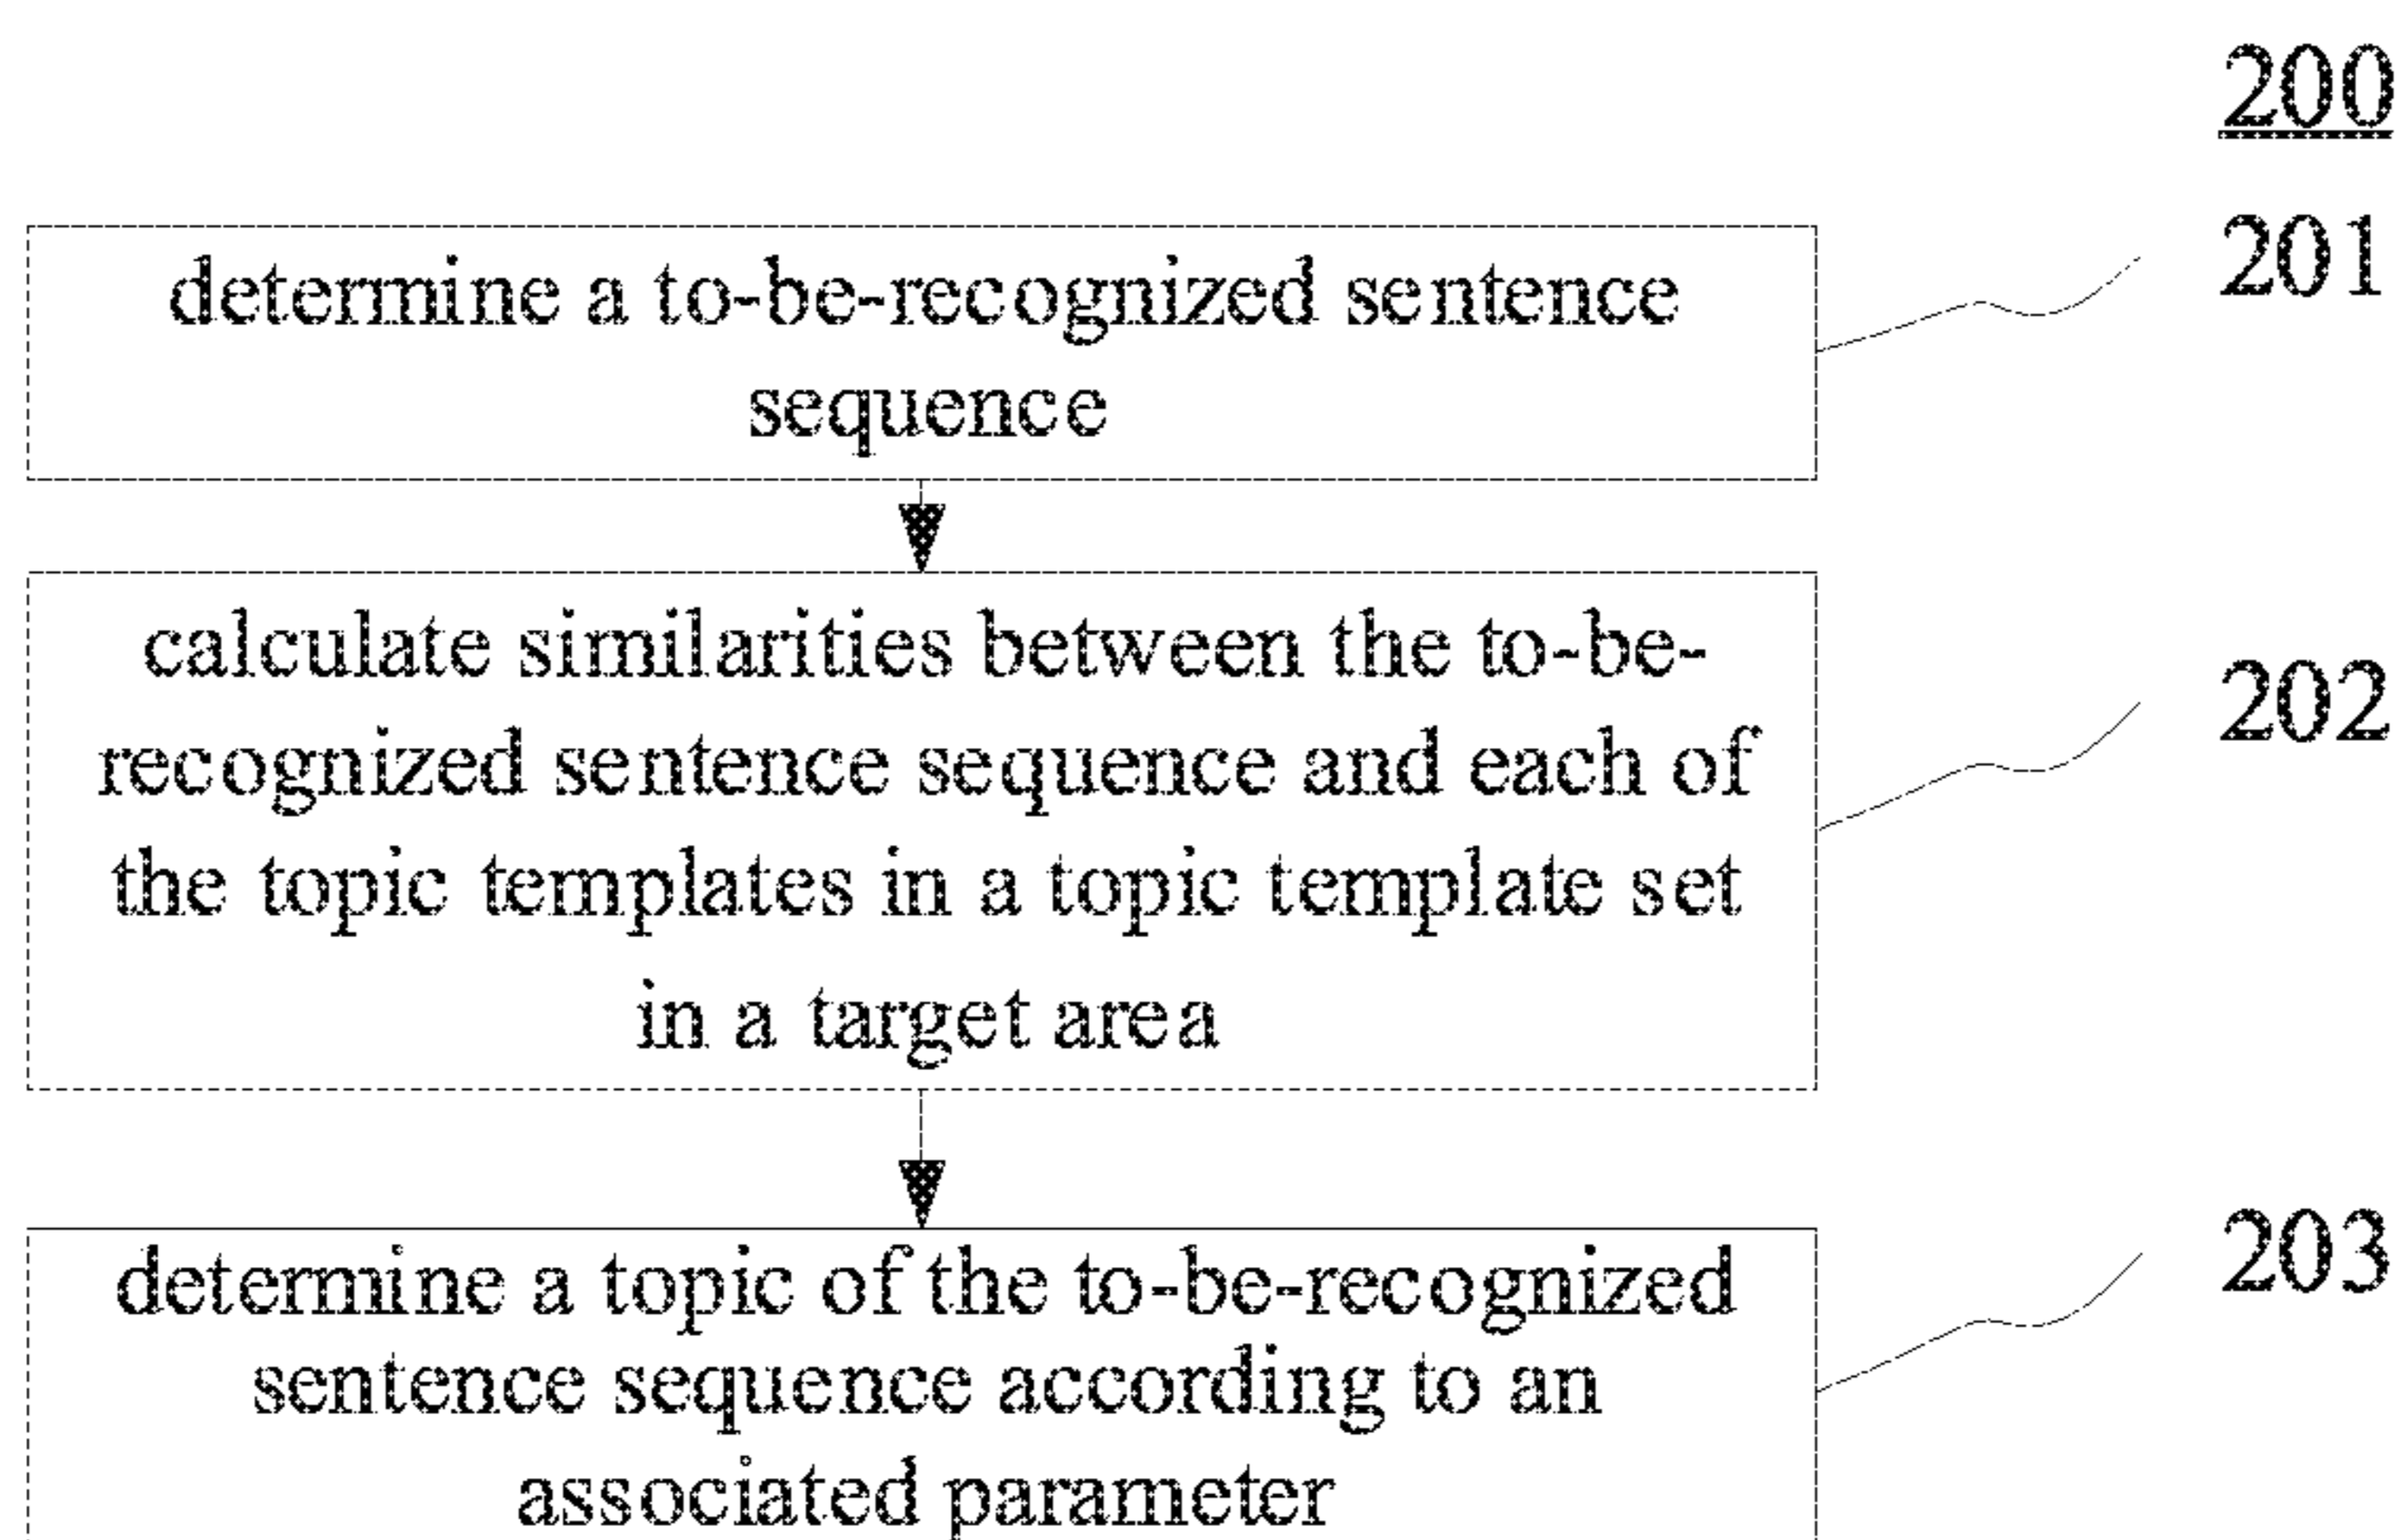 200
201
determine a to-be-recognized sentence
sequence
calculate similarities between the to-be-
202
recognized sentence sequence and each of
the topic templates in a topic template set
in a target area
203
determine a topic of the to-be-recognized
sentence sequence according to an
associated parameter